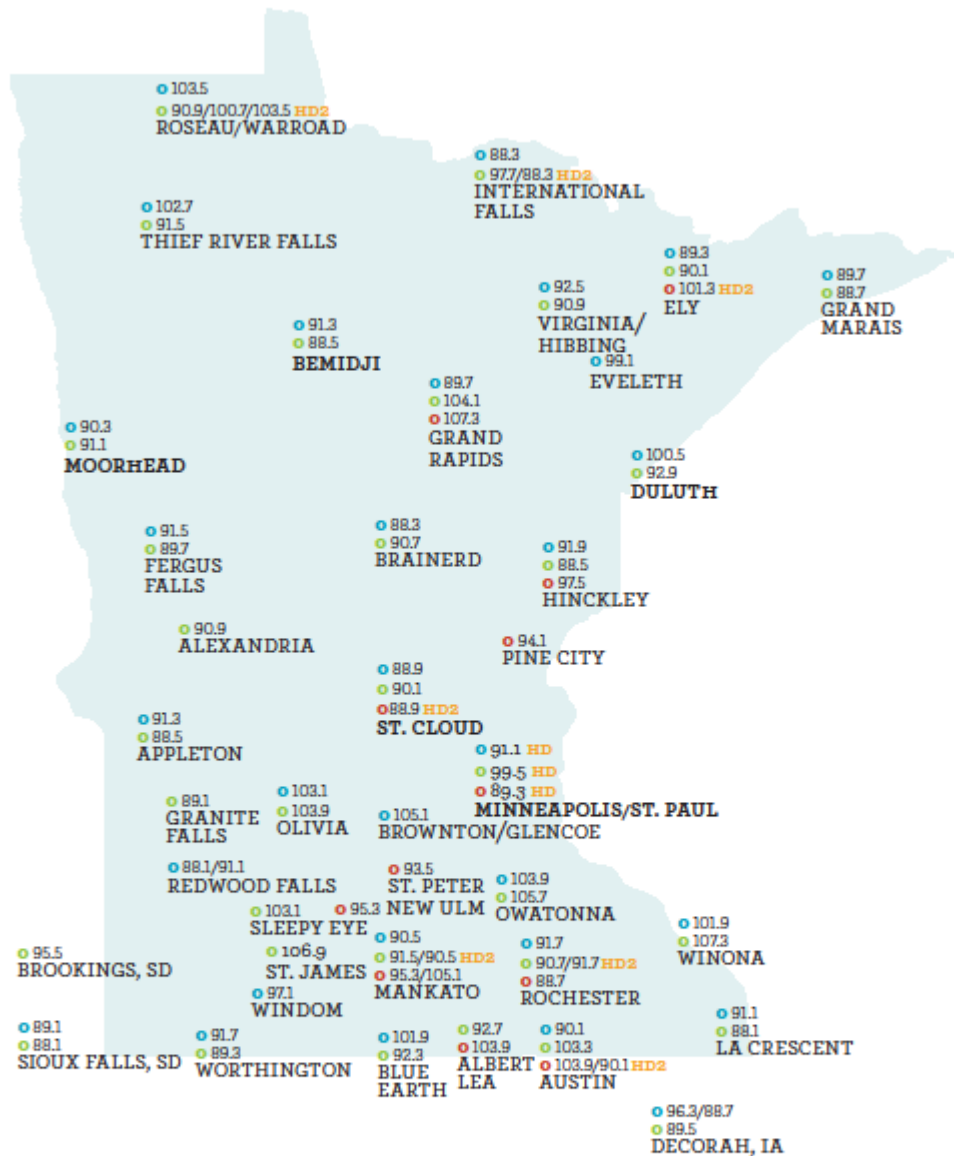 103.5
90.9/100.7/103.5 HD2
ROSEAU/WARROAD
88.3
97.7/88.3 HD2
INTERNATIONAL
FALLS
102.7
91.5
THIEF RIVER FALLS
89.3
90.1
101.3 HD2
ELY
89.7
88.7
GRAND
MARAIS
92.5
90.9
VIRGINIA/
HIBBING
99.1
EVELETH
91.3
88.5
BEMIDJI
89.7
104.1
107.3
GRAND
RAPIDS
90.3
91.1
MOORHEAD
100.5
92.9
DULUTH
91.5
89.7
FERGUS
FALLS
88.3
90.7
BRAINERD
91.9
88.5
97.5
HINCKLEY
90.9
ALEXANDRIA
94.1
PINE CITY
88.9
90.1
88.9 HD2
ST. CLOUD
91.3
88.5
APPLETON
91.1 HD
99.5 HD
89.3 HD
MINNEAPOLIS/ST. PAUL
89.1
GRANITE
FALLS
103.1
103.9
OLIVIA
105.1
BROWNTON/GLENCOE
88.1/91.1
REDWOOD FALLS
93.5
ST. PETER
NEW ULM
95.3
103.9
105.7
OWATONNA
103.1
SLEEPY EYE
101.9
107.3
WINONA
95.5
BROOKINGS, SD
106.9
ST. JAMES
90.5
91.5/90.5 HD2
95.3/105.1
MANKATO
91.7
90.7/91.7 HD2
88.7
ROCHESTER
97.1
WINDOM
91.1
88.1
LA CRESCENT
89.1
88.1
SIOUX FALLS, SD
91.7
89.3
WORTHINGTON
101.9
92.3
BLUE
EARTH
92.7
103.9
ALBERT
LEA
90.1
103.3
103.9/90.1 HD2
AUSTIN
96.3/88.7
89.5
DECORAH, IA